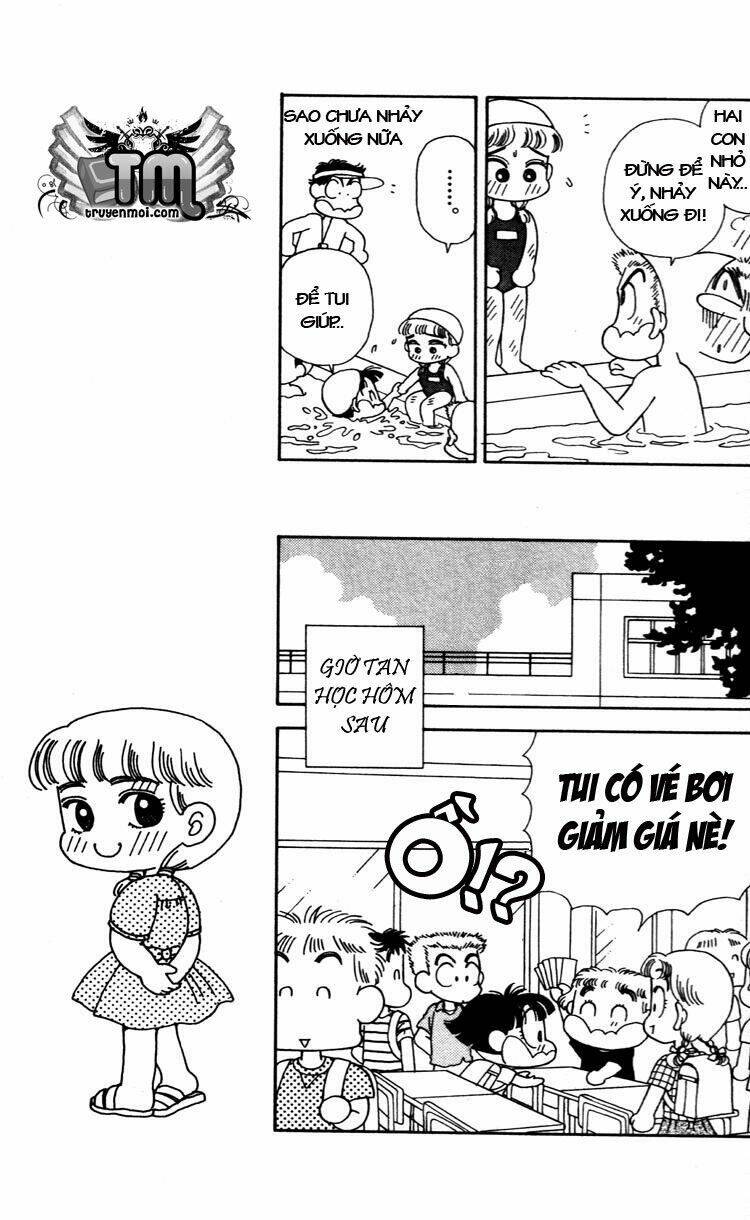 TM
truyenmoi.com
SAO CHƯA NHẢY
XUỐNG NỮA
......
ĐỂ TUI
GIÚP..
HAI
CON
NHỎ
NÀY..
ĐỪNG ĐỂ
Ý, NHẢY
XUỐNG ĐI!
GIỜ TAN
HỌC HÔM
SAU
TUI CÓ VÉ BƠI
GIẢM GIÁ NÈ!
Ồ!?